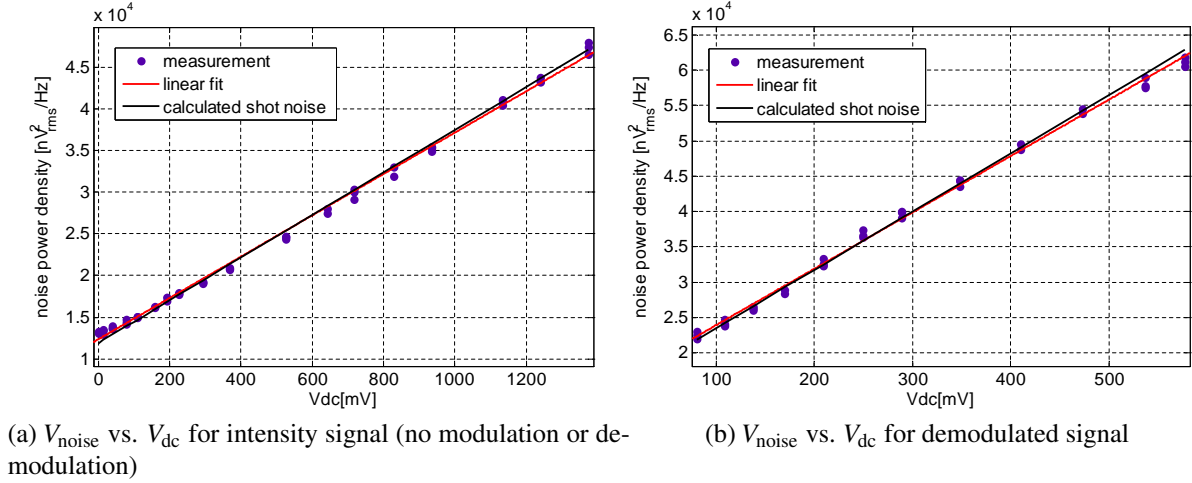 x 10⁴
measurement
linear fit
calculated shot noise
noise power density [nV²rms/Hz]
4.5
4
3.5
3
2.5
2
1.5
1
0 200 400 600 800 1000 1200
Vdc[mV]
(a) Vnoise vs. Vdc for intensity signal (no modulation or de-
modulation)
x 10⁴
measurement
linear fit
calculated shot noise
noise power density [nV²rms/Hz]
6.5
6
5.5
5
4.5
4
3.5
3
2.5
2
100 200 300 400 500
Vdc[mV]
(b) Vnoise vs. Vdc for demodulated signal